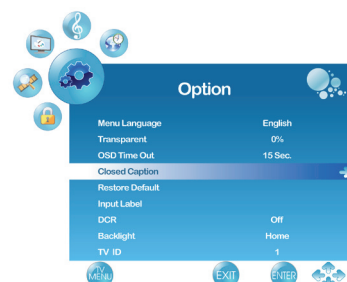 Option
Menu Language English
Transparent 0%
OSD Time Out 15 Sec.
Closed Caption
Restore Default
Input Label
DCR Off
Backlight Home
TV ID 1
TV MENU EXIT ENTER